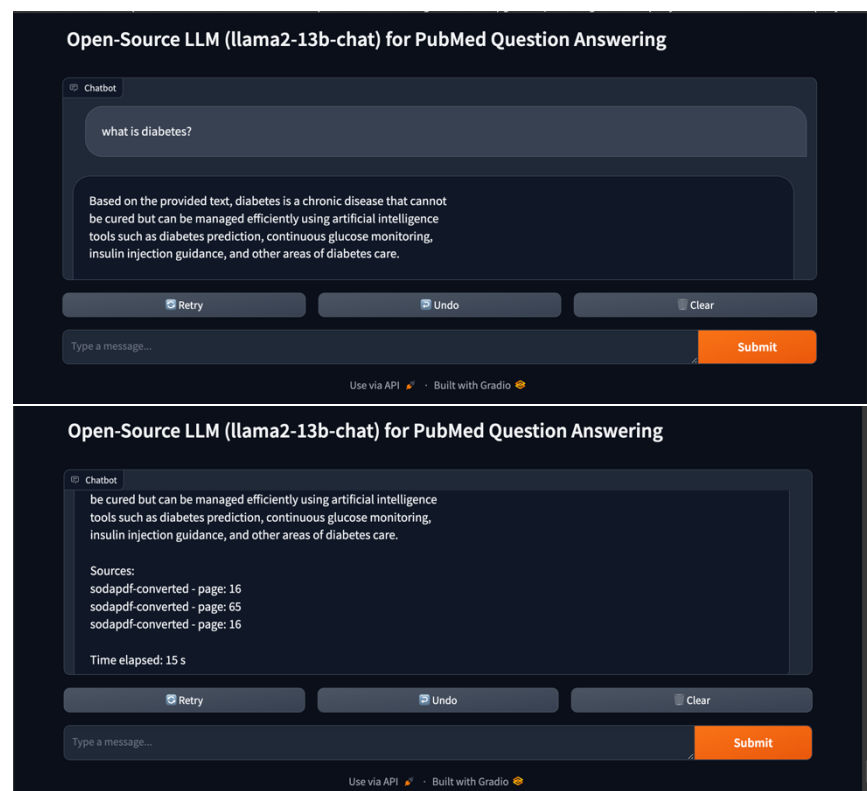 Open-Source LLM (llama2-13b-chat) for PubMed Question Answering
Chatbot
what is diabetes?
Based on the provided text, diabetes is a chronic disease that cannot
be cured but can be managed efficiently using artificial intelligence
tools such as diabetes prediction, continuous glucose monitoring,
insulin injection guidance, and other areas of diabetes care.
Retry Undo Clear
Type a message... Submit
Use via API · Built with Gradio
Open-Source LLM (llama2-13b-chat) for PubMed Question Answering
Chatbot
be cured but can be managed efficiently using artificial intelligence
tools such as diabetes prediction, continuous glucose monitoring,
insulin injection guidance, and other areas of diabetes care.
Sources:
sodapdf-converted - page: 16
sodapdf-converted - page: 65
sodapdf-converted - page: 16
Time elapsed: 15 s
Retry Undo Clear
Type a message... Submit
Use via API · Built with Gradio